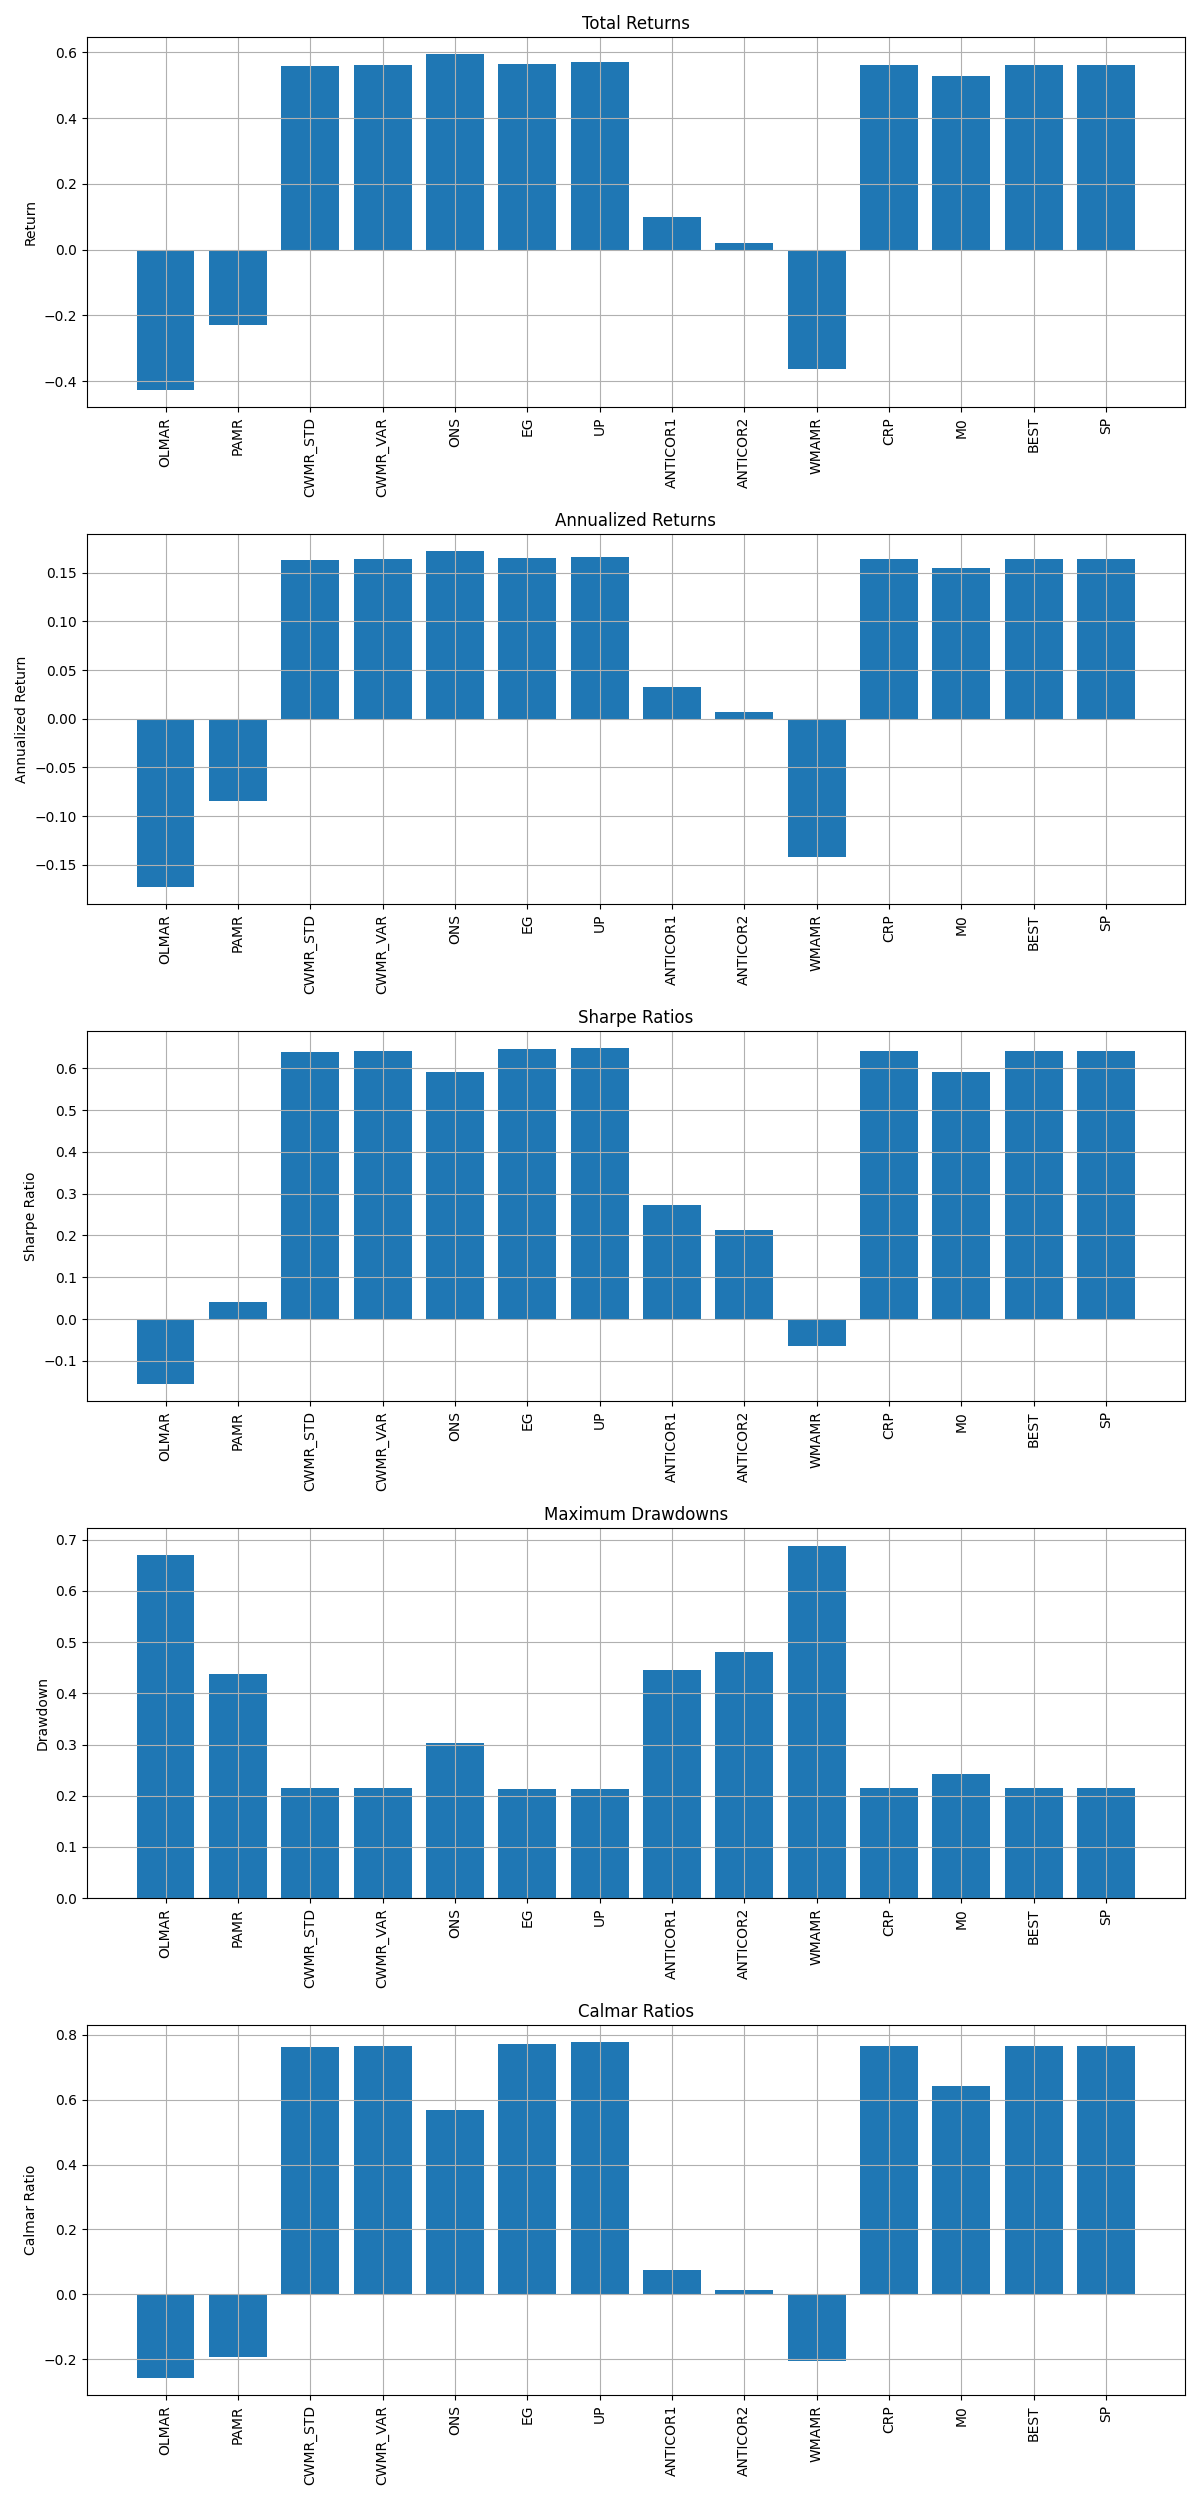 Total Returns
0.6
0.4
0.2
0.0
−0.2
−0.4
Return
OLMAR PAMR CWMR_STD CWMR_VAR ONS EG UP ANTICOR1 ANTICOR2 WMAMR CRP M0 BEST SP
Annualized Returns
0.15
0.10
0.05
0.00
−0.05
−0.10
−0.15
Annualized Return
OLMAR PAMR CWMR_STD CWMR_VAR ONS EG UP ANTICOR1 ANTICOR2 WMAMR CRP M0 BEST SP
Sharpe Ratios
0.6
0.5
0.4
0.3
0.2
0.1
0.0
−0.1
Sharpe Ratio
OLMAR PAMR CWMR_STD CWMR_VAR ONS EG UP ANTICOR1 ANTICOR2 WMAMR CRP M0 BEST SP
Maximum Drawdowns
0.7
0.6
0.5
0.4
0.3
0.2
0.1
0.0
Drawdown
OLMAR PAMR CWMR_STD CWMR_VAR ONS EG UP ANTICOR1 ANTICOR2 WMAMR CRP M0 BEST SP
Calmar Ratios
0.8
0.6
0.4
0.2
0.0
−0.2
Calmar Ratio
OLMAR PAMR CWMR_STD CWMR_VAR ONS EG UP ANTICOR1 ANTICOR2 WMAMR CRP M0 BEST SP